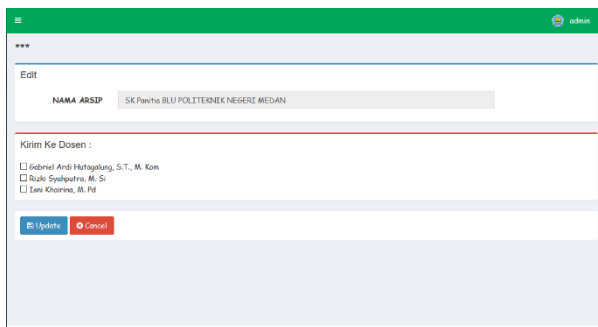 admin
***
Edit
NAMA ARSIP SK Panitia BLU POLITEKNIK NEGERI MEDAN
Kirim Ke Dosen :
Gabriel Ardi Hutagalung, S.T., M. Kom
Rizki Syahputra, M. Si
Isni Khairina, M. Pd
Update Cancel